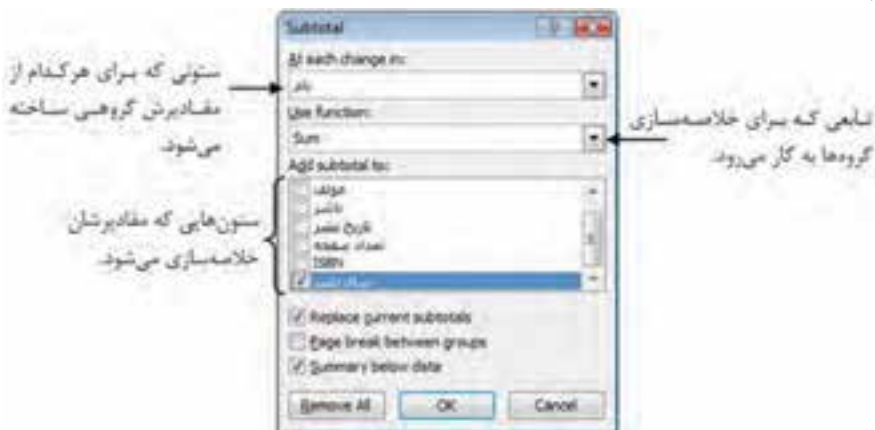 Subtotal
At each change in:
نام
Use function:
Sum
Add subtotal to:
مولف
ناشر
تاریخ نشر
تعداد صفحه
ISBN
Replace current subtotals
Page break between groups
Summary below data
Remove All
OK
Cancel
ستونی که برای هرکدام از
مقادیرش گروهی ساخته
می‌شود.
تابعی که برای خلاصه‌سازی
گروه‌ها به کار می‌رود.
ستون‌هایی که مقادیرشان
خلاصه‌سازی می‌شود.